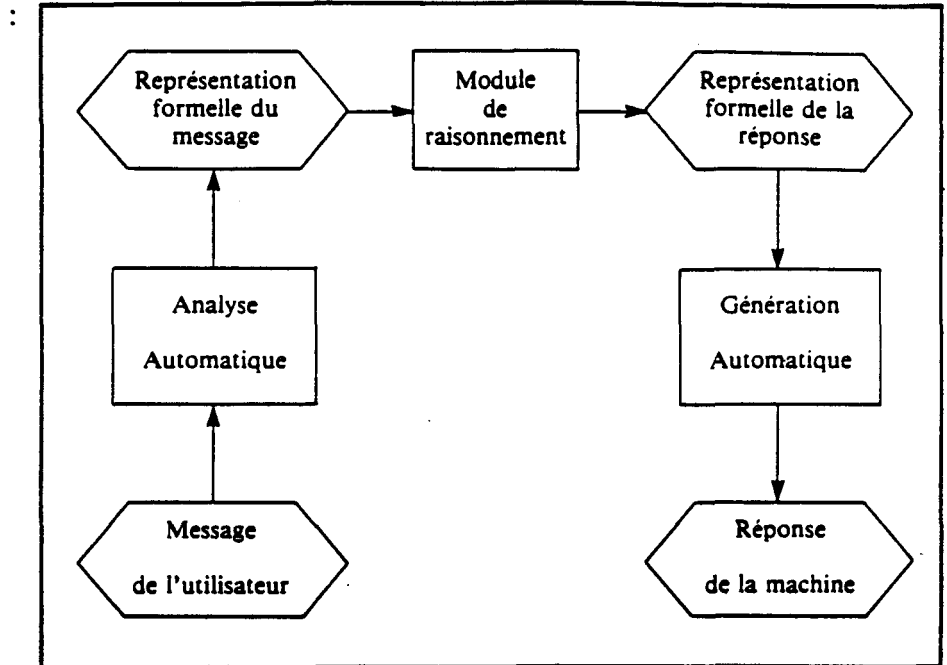 :
Représentation
formelle du
message
Module
de
raisonnement
Représentation
formelle de la
réponse
Analyse
Automatique
Génération
Automatique
Message
de l'utilisateur
Réponse
de la machine